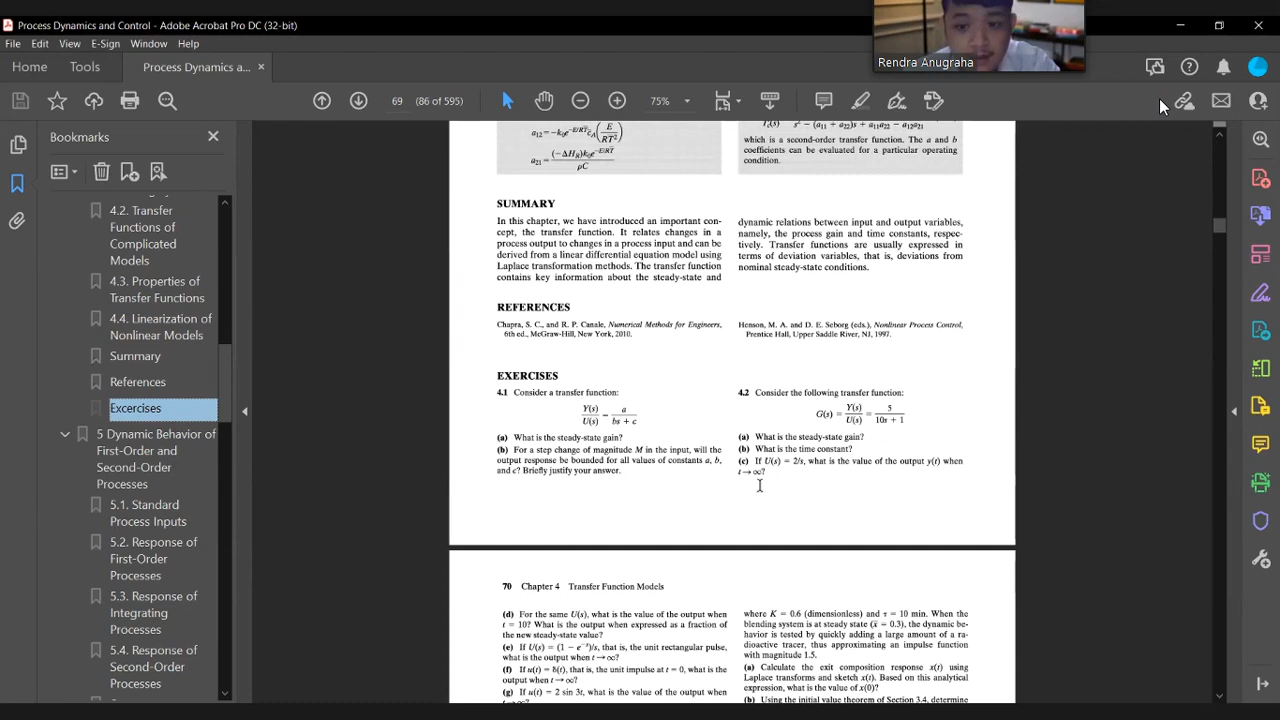 Process Dynamics and Control - Adobe Acrobat Pro DC (32-bit)
File Edit View E-Sign Window Help
Rendra Anugraha
Home Tools Process Dynamics a... ×
69 (86 of 595) 75%
Bookmarks
4.2. Transfer
Functions of
Complicated
Models
4.3. Properties of
Transfer Functions
4.4. Linearization of
Nonlinear Models
Summary
References
Exercises
5 Dynamic Behavior of
First-Order and
Second-Order
Processes
5.1. Standard
Process Inputs
5.2. Response of
First-Order
Processes
5.3. Response of
Integrating
Processes
5.4. Response of
Second-Order
Processes
s² − (a11 + a22)s + a11a22 − a12a21
which is a second-order transfer function. The a and b
coefficients can be evaluated for a particular operating
condition.
SUMMARY
In this chapter, we have introduced an important con-
cept, the transfer function. It relates changes in a
process output to changes in a process input and can be
derived from a linear differential equation model using
Laplace transformation methods. The transfer function
contains key information about the steady-state and
dynamic relations between input and output variables,
namely, the process gain and time constants, respec-
tively. Transfer functions are usually expressed in
terms of deviation variables, that is, deviations from
nominal steady-state conditions.
REFERENCES
Chapra, S. C., and R. P. Canale, Numerical Methods for Engineers,
6th ed., McGraw-Hill, New York, 2010.
Henson, M. A. and D. E. Seborg (eds.), Nonlinear Process Control,
Prentice Hall, Upper Saddle River, NJ, 1997.
EXERCISES
4.1 Consider a transfer function:
Y(s)/U(s) = a/(bs + c)
(a) What is the steady-state gain?
(b) For a step change of magnitude M in the input, will the
output response be bounded for all values of constants a, b,
and c? Briefly justify your answer.
4.2 Consider the following transfer function:
G(s) = Y(s)/U(s) = 5/(10s + 1)
(a) What is the steady-state gain?
(b) What is the time constant?
(c) If U(s) = 2/s, what is the value of the output y(t) when
t→∞?
70 Chapter 4 Transfer Function Models
(d) For the same U(s), what is the value of the output when
t = 10? What is the output when expressed as a fraction of
the new steady-state value?
(e) If U(s) = (1 − e⁻ˢ)/s, that is, the unit rectangular pulse,
what is the output when t→∞?
(f) If u(t) = δ(t), that is, the unit impulse at t = 0, what is the
output when t→∞?
(g) If u(t) = 2 sin 3t, what is the value of the output when
where K = 0.6 (dimensionless) and τ = 10 min. When the
blending system is at steady state (x̄ = 0.3), the dynamic be-
havior is tested by quickly adding a large amount of a ra-
dioactive tracer, thus approximating an impulse function
with magnitude 1.5.
(a) Calculate the exit composition response x(t) using
Laplace transforms and sketch x(t). Based on this analytical
expression, what is the value of x(0)?
(b) Using the initial value theorem of Section 3.4, determine